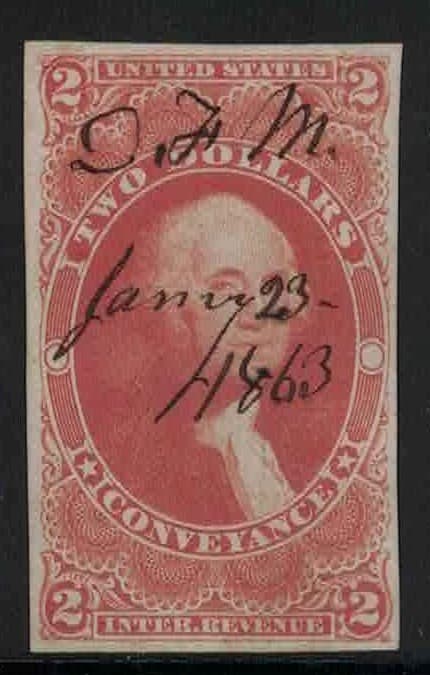 2 UNITED STATES 2
D. H. M.
TWO DOLLARS
Jany 23-
1863
CONVEYANCE
2 INTER. REVENUE 2